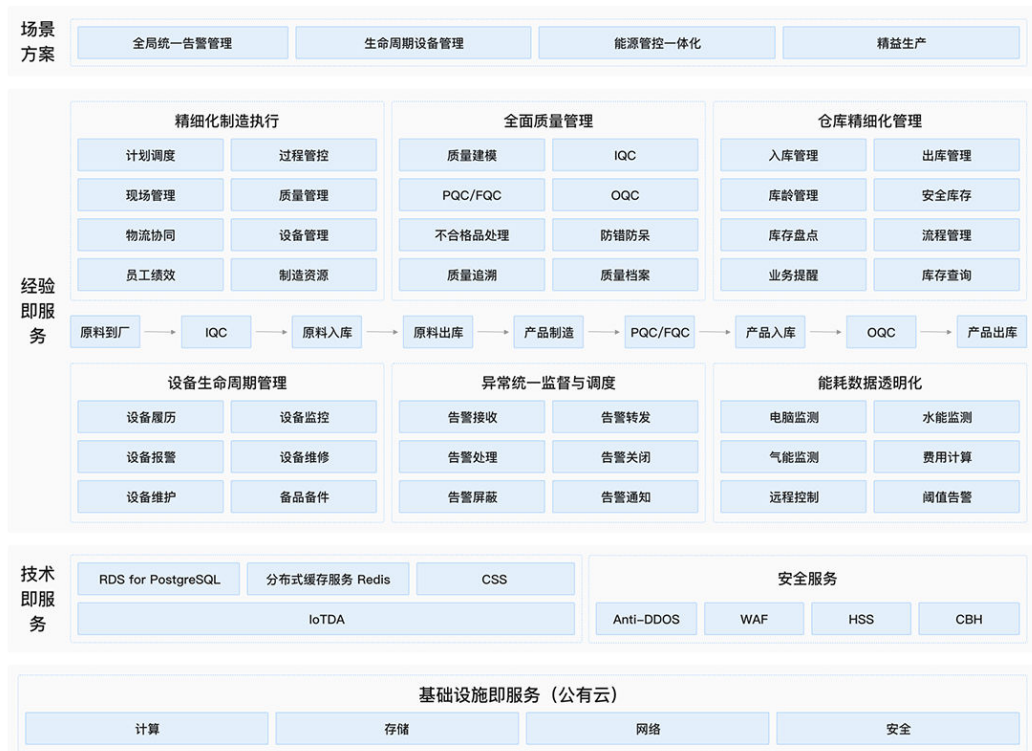 场景
方案
全局统一告警管理
生命周期设备管理
能源管控一体化
精益生产
经验
即服
务
精细化制造执行
计划调度
过程管控
现场管理
质量管理
物流协同
设备管理
员工绩效
制造资源
全面质量管理
质量建模
IQC
PQC/FQC
OQC
不合格品处理
防错防呆
质量追溯
质量档案
仓库精细化管理
入库管理
出库管理
库龄管理
安全库存
库存盘点
流程管理
业务提醒
库存查询
原料到厂
IQC
原料入库
原料出库
产品制造
PQC/FQC
产品入库
OQC
产品出库
设备生命周期管理
设备履历
设备监控
设备报警
设备维修
设备维护
备品备件
异常统一监督与调度
告警接收
告警转发
告警处理
告警关闭
告警屏蔽
告警通知
能耗数据透明化
电脑监测
水能监测
气能监测
费用计算
远程控制
阈值告警
技术
即服
务
RDS for PostgreSQL
分布式缓存服务 Redis
CSS
IoTDA
安全服务
Anti-DDOS
WAF
HSS
CBH
基础设施即服务（公有云）
计算
存储
网络
安全